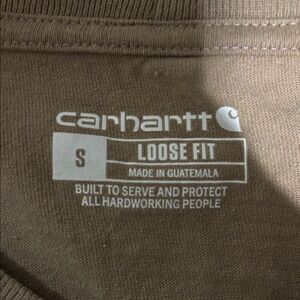 carhartt
S LOOSE FIT
MADE IN GUATEMALA
BUILT TO SERVE AND PROTECT
ALL HARDWORKING PEOPLE